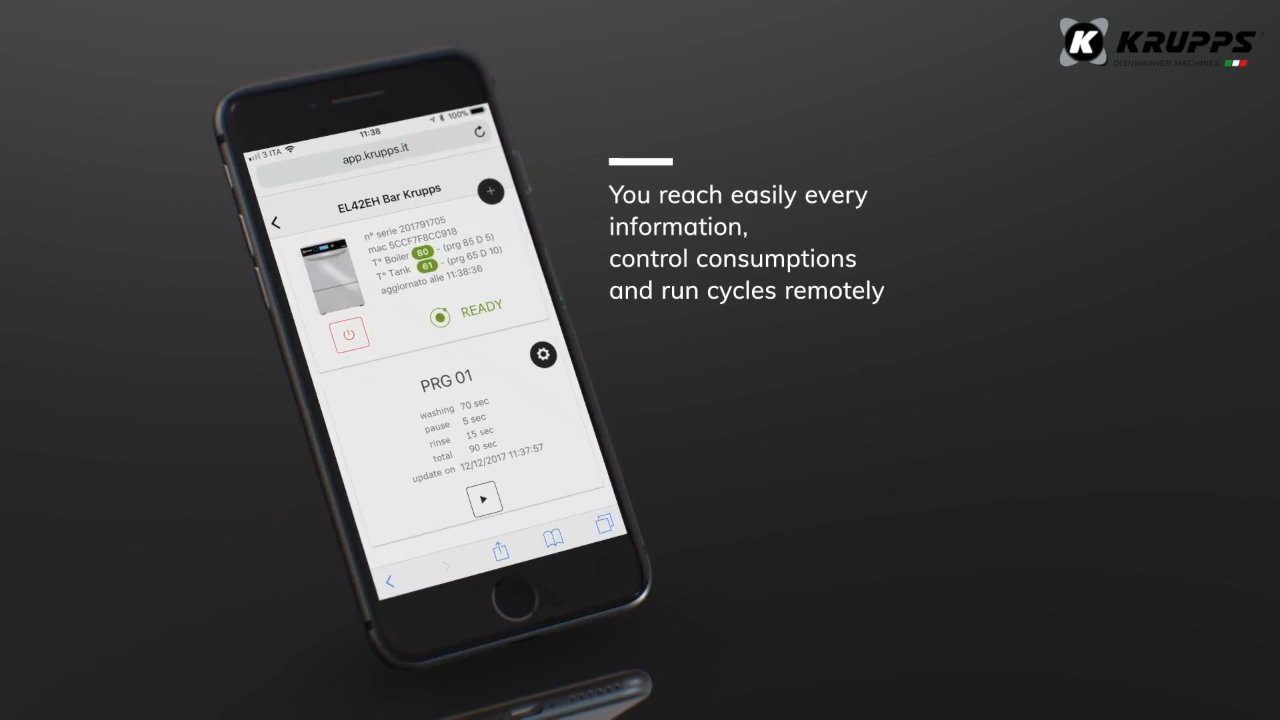 KRUPPS
DISHWASHER MACHINES
3 ITA 11:38 100%
app.krupps.it
EL42EH Bar Krupps
+
n° serie 201791705
mac 5CCF7F8CC918
T° Boiler 80 - (prg 85 D 5)
T° Tank 61 - (prg 65 D 10)
aggiornato alle 11:38:36
READY
PRG 01
washing 70 sec
pause 5 sec
rinse 15 sec
total 90 sec
update on 12/12/2017 11:37:57
You reach easily every
information,
control consumptions
and run cycles remotely